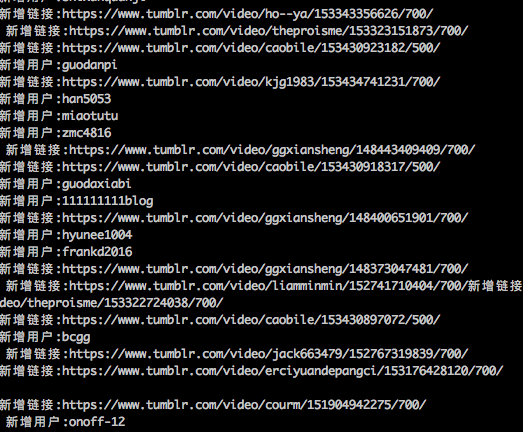 新增链接:https://www.tumblr.com/video/ho--ya/153343356626/700/
新增链接:https://www.tumblr.com/video/theproisme/153323151873/700/
新增链接:https://www.tumblr.com/video/caobile/153430923182/500/
新增用户:guodanpi
新增链接:https://www.tumblr.com/video/kjg1983/153434741231/700/
新增用户:han5053
新增用户:miaotutu
新增用户:zmc4816
新增链接:https://www.tumblr.com/video/ggxiansheng/148443409409/700/
新增链接:https://www.tumblr.com/video/caobile/153430918317/500/
新增用户:guodaxiabi
新增用户:111111111blog
新增链接:https://www.tumblr.com/video/ggxiansheng/148400651901/700/
新增用户:hyunee1004
新增用户:frankd2016
新增链接:https://www.tumblr.com/video/ggxiansheng/148373047481/700/
新增链接:https://www.tumblr.com/video/liamminmin/152741710404/700/新增链接
deo/theproisme/153322724038/700/
新增链接:https://www.tumblr.com/video/caobile/153430897072/500/
新增用户:bcgg
新增链接:https://www.tumblr.com/video/jack663479/152767319839/700/
新增链接:https://www.tumblr.com/video/erciyuandepangci/153176428120/700/
新增链接:https://www.tumblr.com/video/courm/151904942275/700/
新增用户:onoff-12